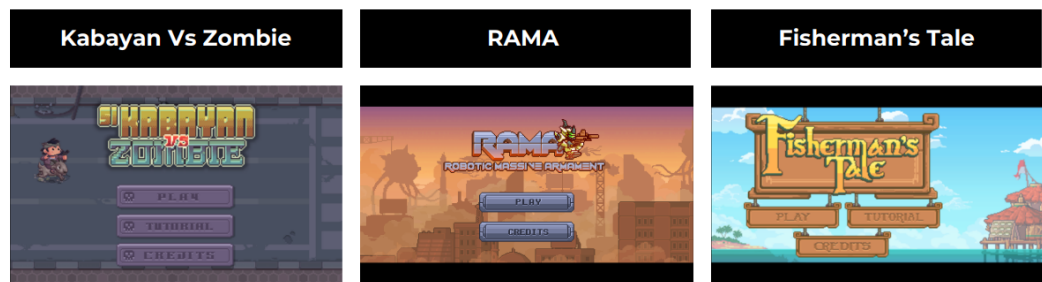 Kabayan Vs Zombie
RAMA
Fisherman’s Tale
SI KABAYAN
VS
ZOMBIE
PLAY
TUTORIAL
CREDITS
RAMA
ROBOTIC MASSIVE ARMAMENT
PLAY
CREDITS
Fisherman's
Tale
PLAY
TUTORIAL
CREDITS